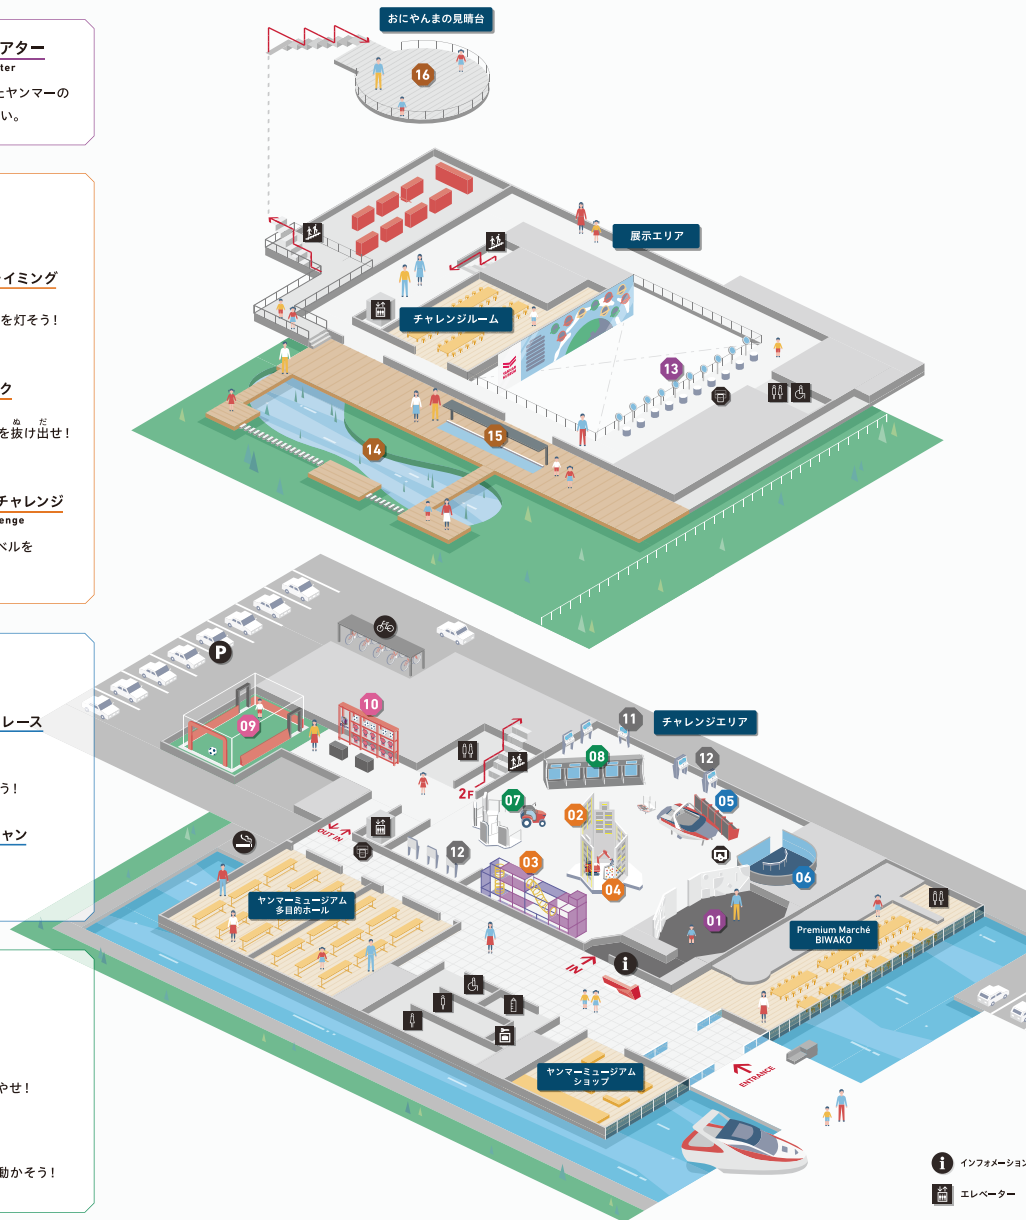 アター
ter
たヤンマーの
い。
イミング
を灯そう!
ク
ぬ だ
を抜け出せ!
チャレンジ
enge
ベルを
レース
う!
ャン
やせ!
動かそう!
おにやんまの見晴台
16
展示エリア
チャレンジルーム
13
14
15
P
09
10
11
チャレンジエリア
12
08
05
2F
07
02
OUT IN
12
03
04
06
01
ヤンマーミュージアム
多目的ホール
Premium Marché
BIWAKO
IN
i
ヤンマーミュージアム
ショップ
ENTRANCE
i インフォメーション
エレベーター